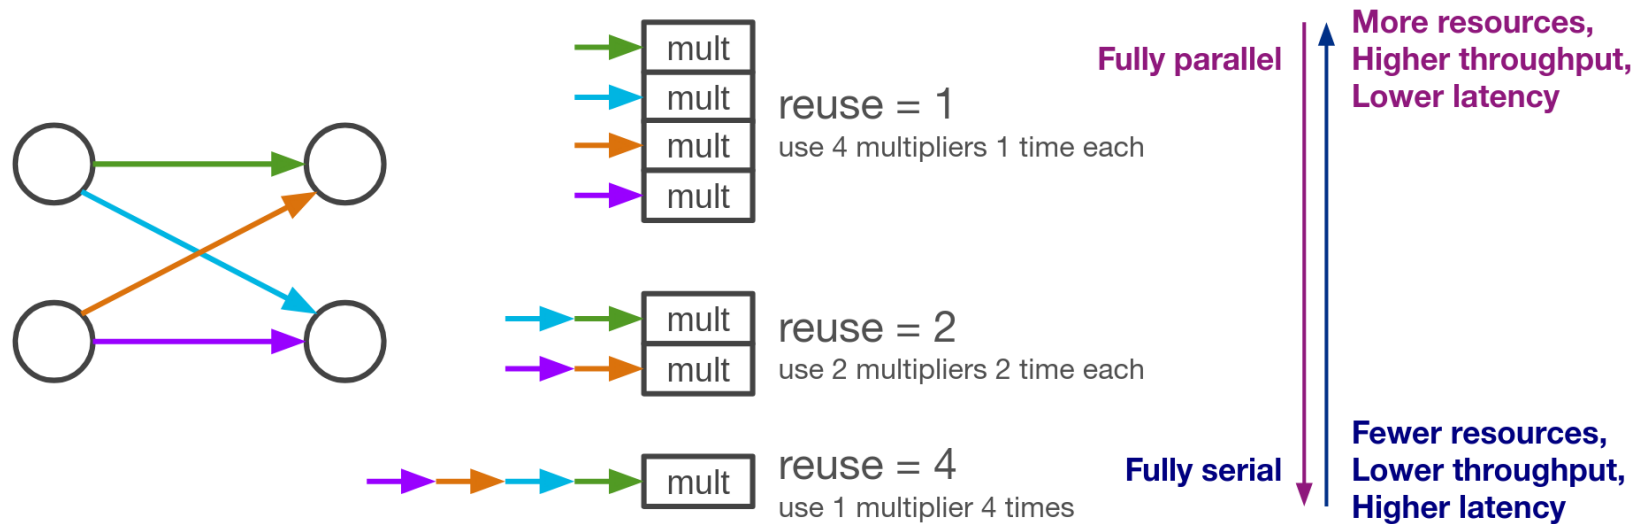 mult
mult
mult
mult
reuse = 1
use 4 multipliers 1 time each
mult
mult
reuse = 2
use 2 multipliers 2 time each
mult
reuse = 4
use 1 multiplier 4 times
Fully parallel
More resources,
Higher throughput,
Lower latency
Fully serial
Fewer resources,
Lower throughput,
Higher latency